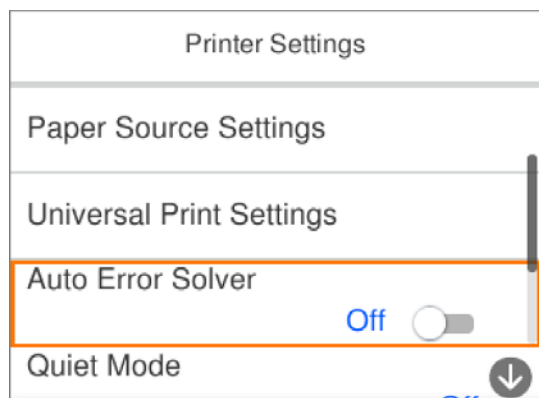 Printer Settings
Paper Source Settings
Universal Print Settings
Auto Error Solver
Off
Quiet Mode